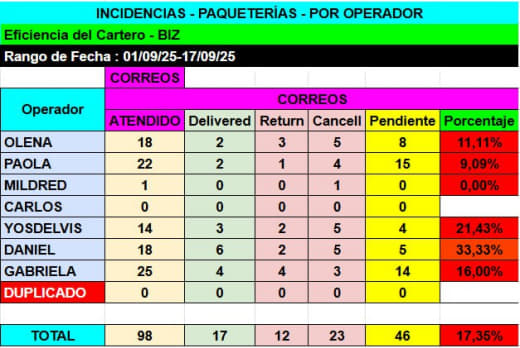 INCIDENCIAS - PAQUETERÍAS - POR OPERADOR
Eficiencia del Cartero - BIZ
Rango de Fecha : 01/09/25-17/09/25
CORREOS
Operador CORREOS
ATENDIDO Delivered Return Cancell Pendiente Porcentaje
OLENA 18 2 3 5 8 11,11%
PAOLA 22 2 1 4 15 9,09%
MILDRED 1 0 0 1 0 0,00%
CARLOS 0 0 0 0 0
YOSDELVIS 14 3 2 5 4 21,43%
DANIEL 18 6 2 5 5 33,33%
GABRIELA 25 4 4 3 14 16,00%
DUPLICADO 0 0 0 0 0
TOTAL 98 17 12 23 46 17,35%